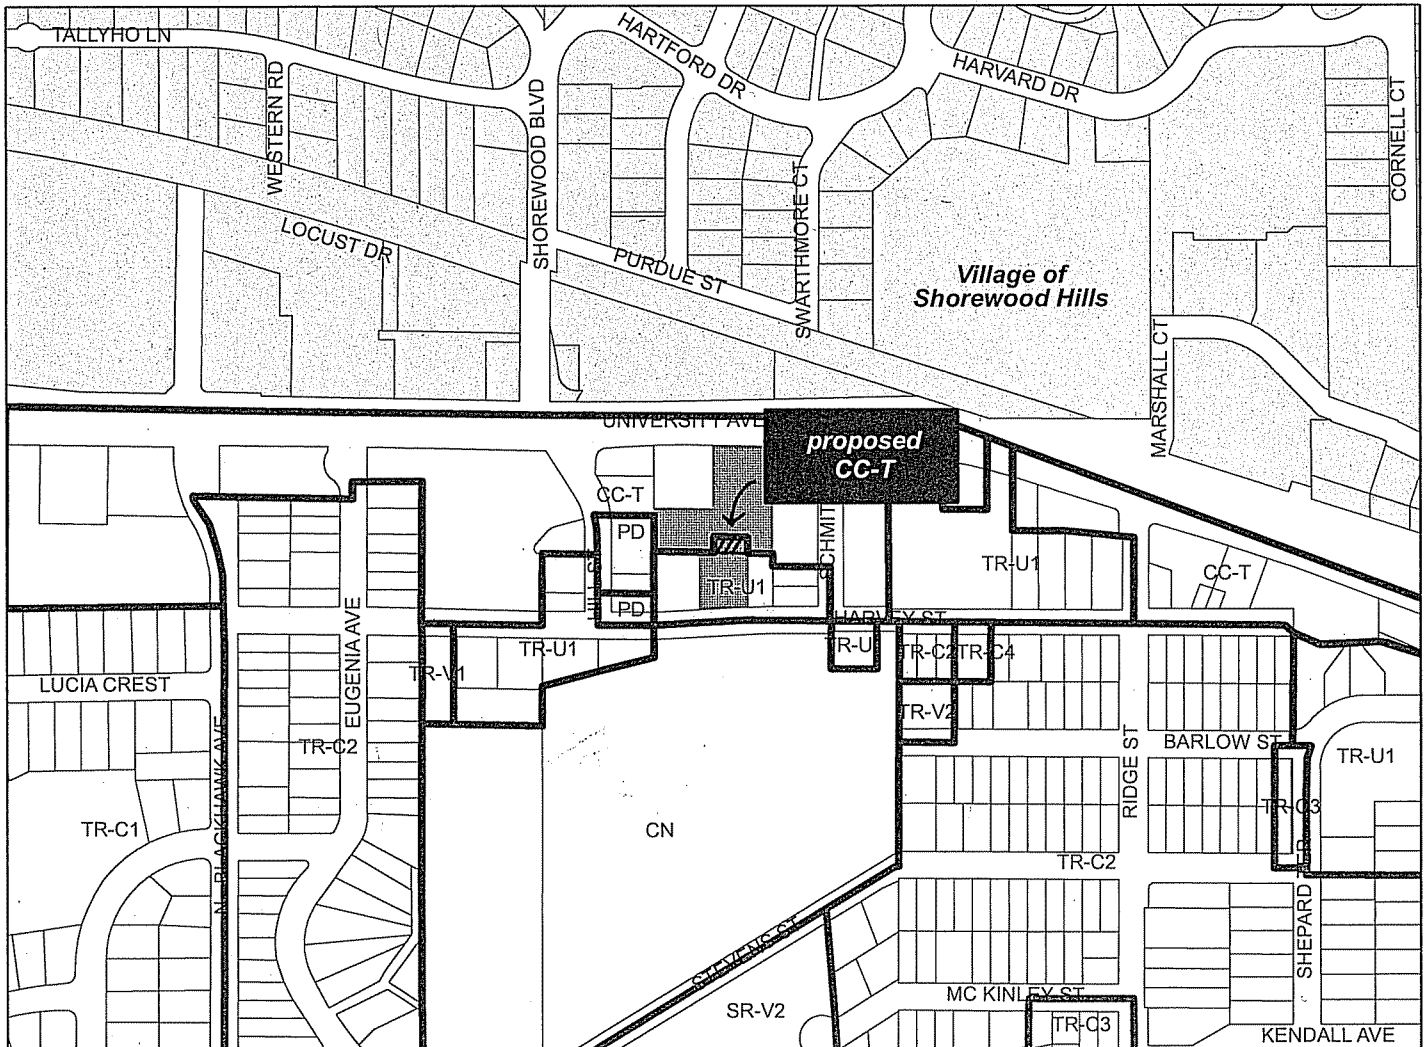 TALLYHO LN
HARTFORD DR
HARVARD DR
WESTERN RD
SHOREWOOD BLVD
CORNELL CT
SWARTHMORE CT
LOCUST DR
PURDUE ST
Village of
Shorewood Hills
MARSHALL CT
UNIVERSITY AVE
proposed
CC-T
CC-T
PD
TR-U1
TR-U1
CC-T
PD
HARVEY ST
EUGENIA AVE
TR-U1
TR-U
TR-C2
TR-C4
TR-V1
LUCIA CREST
TR-V2
TR-C2
BARLOW ST
RIDGE ST
TR-U1
N BLACKHAWK AVE
TR-C3
TR-C1
CN
TR-C2
SHEPARD TER
STEVENS ST
SR-V2
MC KINLEY ST
TR-C3
KENDALL AVE